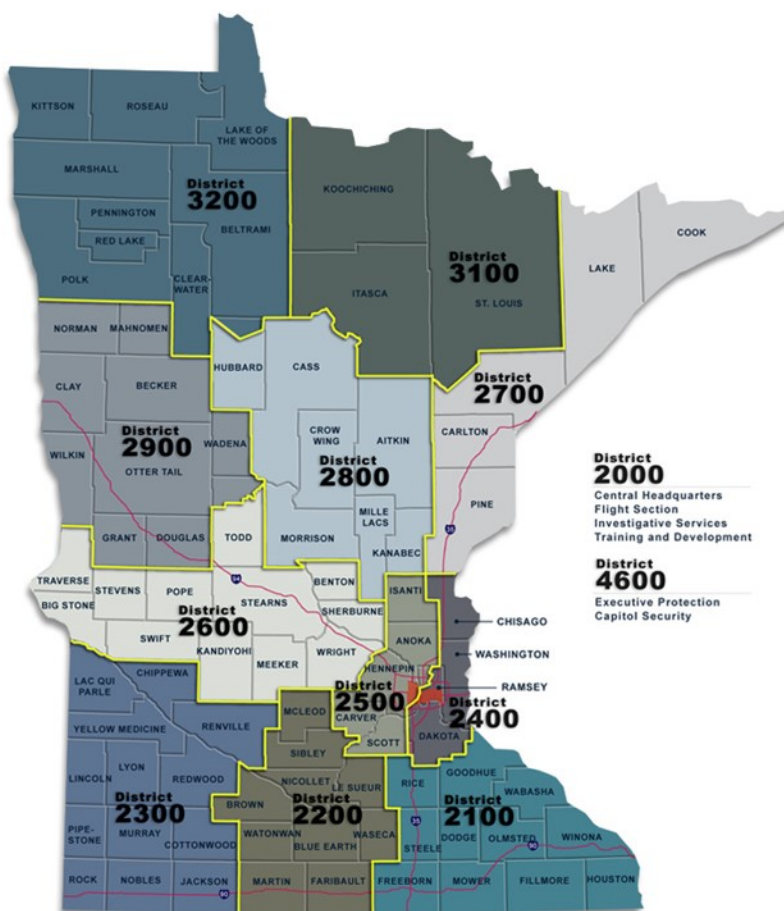 KITTSON
ROSEAU
LAKE OF
THE WOODS
MARSHALL
District
3200
PENNINGTON
RED LAKE
BELTRAMI
POLK
CLEAR-
WATER
KOOCHICHING
ITASCA
District
3100
ST. LOUIS
COOK
LAKE
NORMAN
MAHNOMEN
HUBBARD
CASS
CLAY
BECKER
District
2900
WADENA
WILKIN
OTTER TAIL
GRANT
DOUGLAS
CROW
WING
AITKIN
District
2800
MILLE
LACS
MORRISON
KANABEC
District
2700
CARLTON
PINE
35
District
2000
Central Headquarters
Flight Section
Investigative Services
Training and Development
District
4600
Executive Protection
Capitol Security
TODD
TRAVERSE
STEVENS
POPE
94
STEARNS
BENTON
BIG STONE
District
2600
SHERBURNE
SWIFT
KANDIYOHI
MEEKER
WRIGHT
ISANTI
ANOKA
HENNEPIN
District
2500
CARVER
SCOTT
CHISAGO
WASHINGTON
RAMSEY
District
2400
DAKOTA
LAC QUI
PARLE
CHIPPEWA
YELLOW MEDICINE
RENVILLE
LINCOLN
LYON
REDWOOD
District
2300
PIPE-
STONE
MURRAY
COTTONWOOD
ROCK
NOBLES
JACKSON
90
MCLEOD
SIBLEY
NICOLLET
LE SUEUR
BROWN
District
2200
WATONWAN
BLUE EARTH
WASECA
MARTIN
FARIBAULT
RICE
GOODHUE
WABASHA
District
2100
35
STEELE
DODGE
OLMSTED
90
WINONA
FREEBORN
MOWER
FILLMORE
HOUSTON